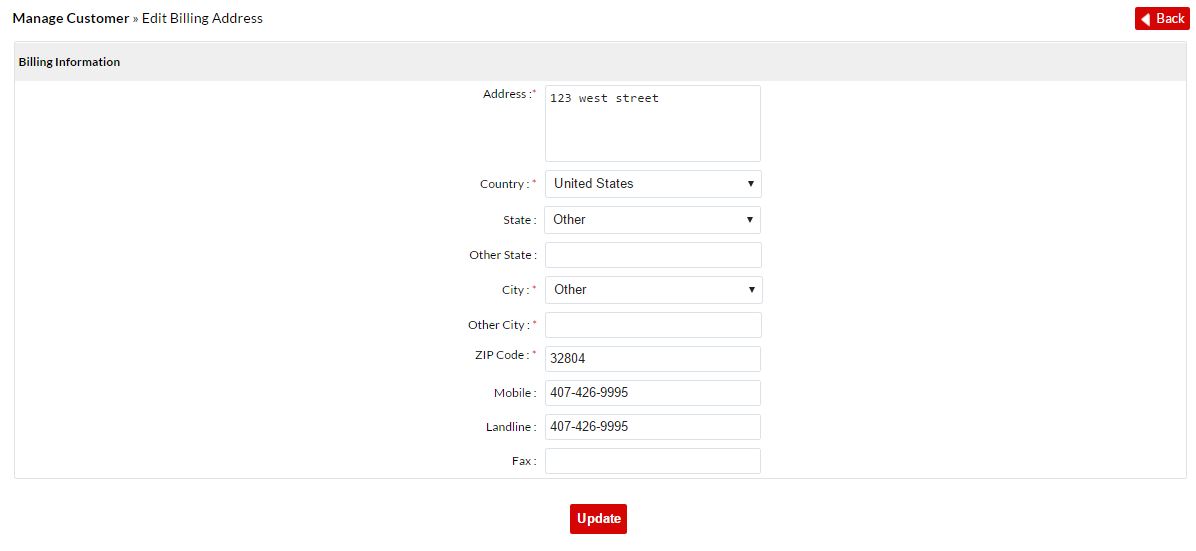 Manage Customer » Edit Billing Address
Back
Billing Information
Address :* 123 west street
Country : * United States
State : Other
Other State :
City : * Other
Other City : *
ZIP Code : * 32804
Mobile : 407-426-9995
Landline : 407-426-9995
Fax :
Update